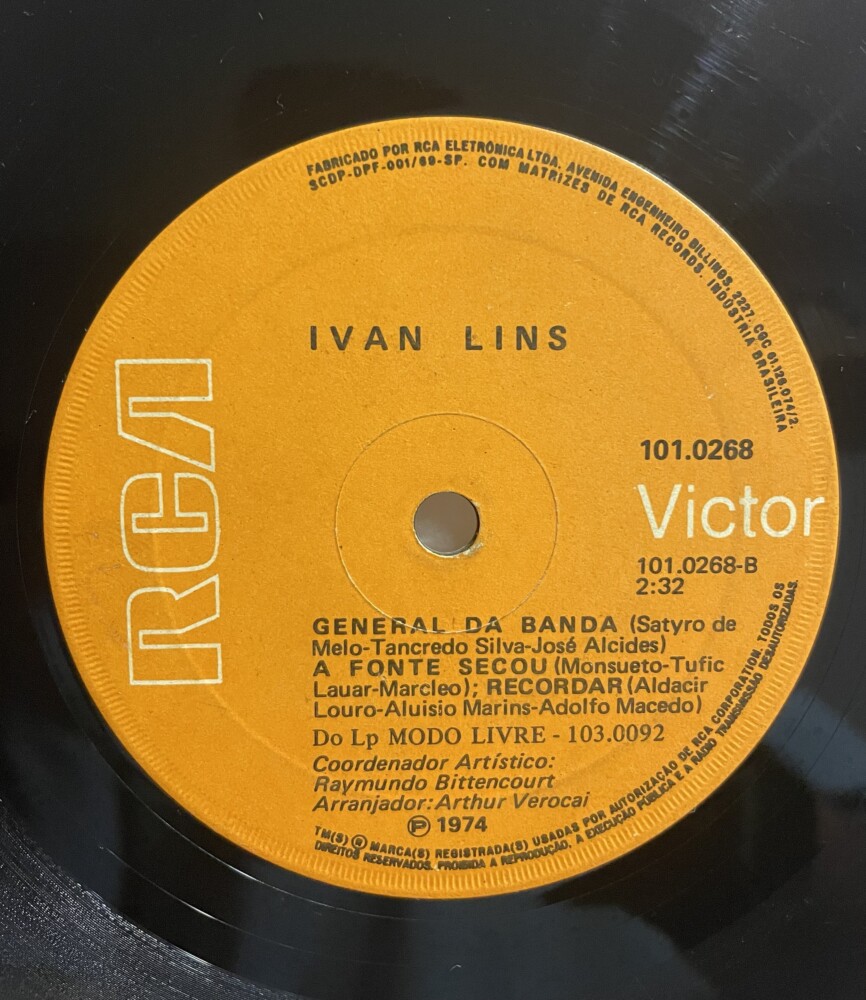 FABRICADO POR RCA ELETRÔNICA LTDA. AVENIDA ENGENHEIRO BILLINGS, 2227. CGC 61.126.074/2.
SCDP-DPF-001/69-SP. COM MATRIZES DE RCA RECORDS. INDÚSTRIA BRASILEIRA
IVAN LINS
RCA
101.0268
Victor
101.0268-B
2:32
GENERAL DA BANDA (Satyro de
Melo-Tancredo Silva-José Alcides)
A FONTE SECOU (Monsueto-Tufic
Lauar-Marcleo); RECORDAR (Aldacir
Louro-Aluisio Marins-Adolfo Macedo)
Do Lp MODO LIVRE - 103.0092
Coordenador Artístico:
Raymundo Bittencourt
Arranjador: Arthur Verocai
℗ 1974
TM(S) ® MARCA(S) REGISTRADA(S) USADAS POR AUTORIZAÇÃO DE RCA CORPORATION. TODOS OS
DIREITOS RESERVADOS. PROIBIDA A REPRODUÇÃO, A EXECUÇÃO PÚBLICA E A RÁDIO TRANSMISSÃO DESAUTORIZADAS.